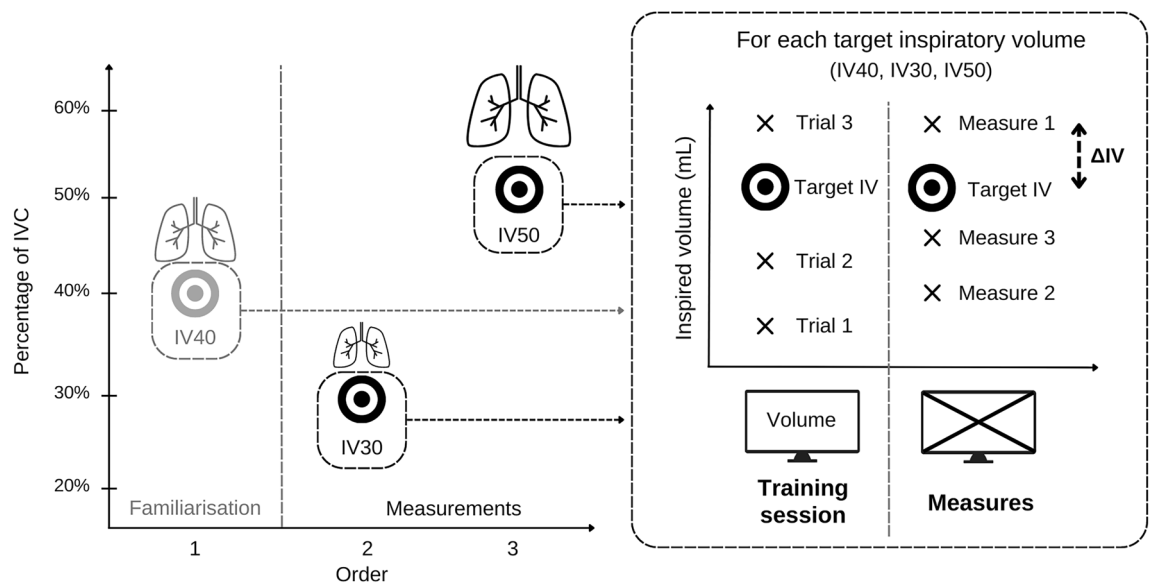 Percentage of IVC
60%
50%
40%
30%
20%
IV40
IV30
IV50
Familiarisation
Measurements
1
2
3
Order
For each target inspiratory volume
(IV40, IV30, IV50)
Inspired volume (mL)
Trial 3
Target IV
Trial 2
Trial 1
Measure 1
ΔIV
Target IV
Measure 3
Measure 2
Volume
Training
session
Measures